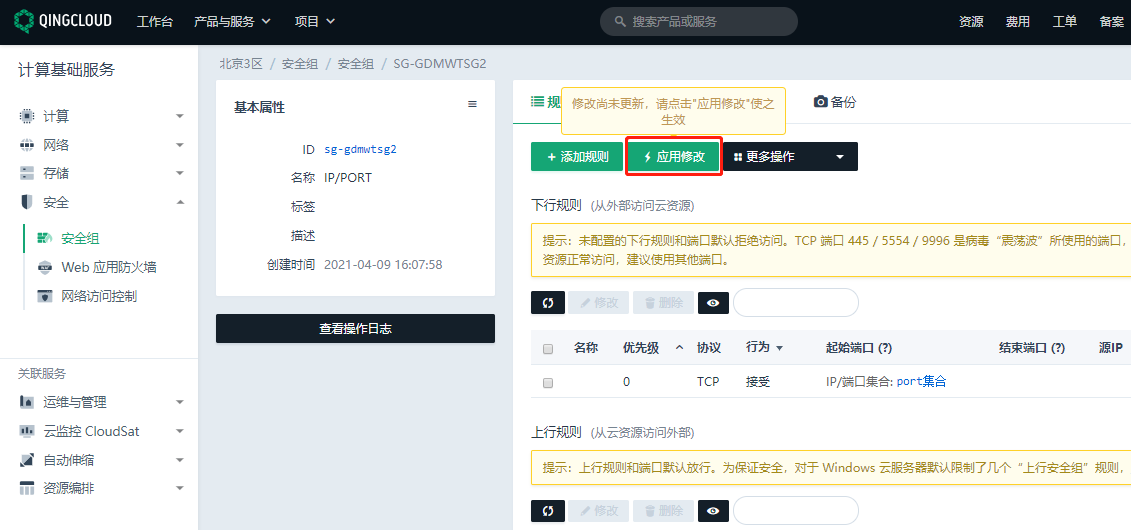 QINGCLOUD 工作台 产品与服务 项目 搜索产品或服务 资源 费用 工单 备案
计算基础服务
计算
网络
存储
安全
安全组
Web 应用防火墙
网络访问控制
关联服务
运维与管理
云监控 CloudSat
自动伸缩
资源编排
北京3区 / 安全组 / 安全组 / SG-GDMWTSG2
基本属性
ID sg-gdmwtsg2
名称 IP/PORT
标签
描述
创建时间 2021-04-09 16:07:58
查看操作日志
规
修改尚未更新，请点击"应用修改"使之
生效
备份
+ 添加规则 应用修改 更多操作
下行规则 (从外部访问云资源)
提示：未配置的下行规则和端口默认拒绝访问。TCP 端口 445 / 5554 / 9996 是病毒“震荡波”所使用的端口，
资源正常访问，建议使用其他端口。
修改 删除
名称 优先级 协议 行为 起始端口 (?) 结束端口 (?) 源IP
0 TCP 接受 IP/端口集合: port集合
上行规则 (从云资源访问外部)
提示：上行规则和端口默认放行。为保证安全，对于 Windows 云服务器默认限制了几个“上行安全组”规则，
修改 删除